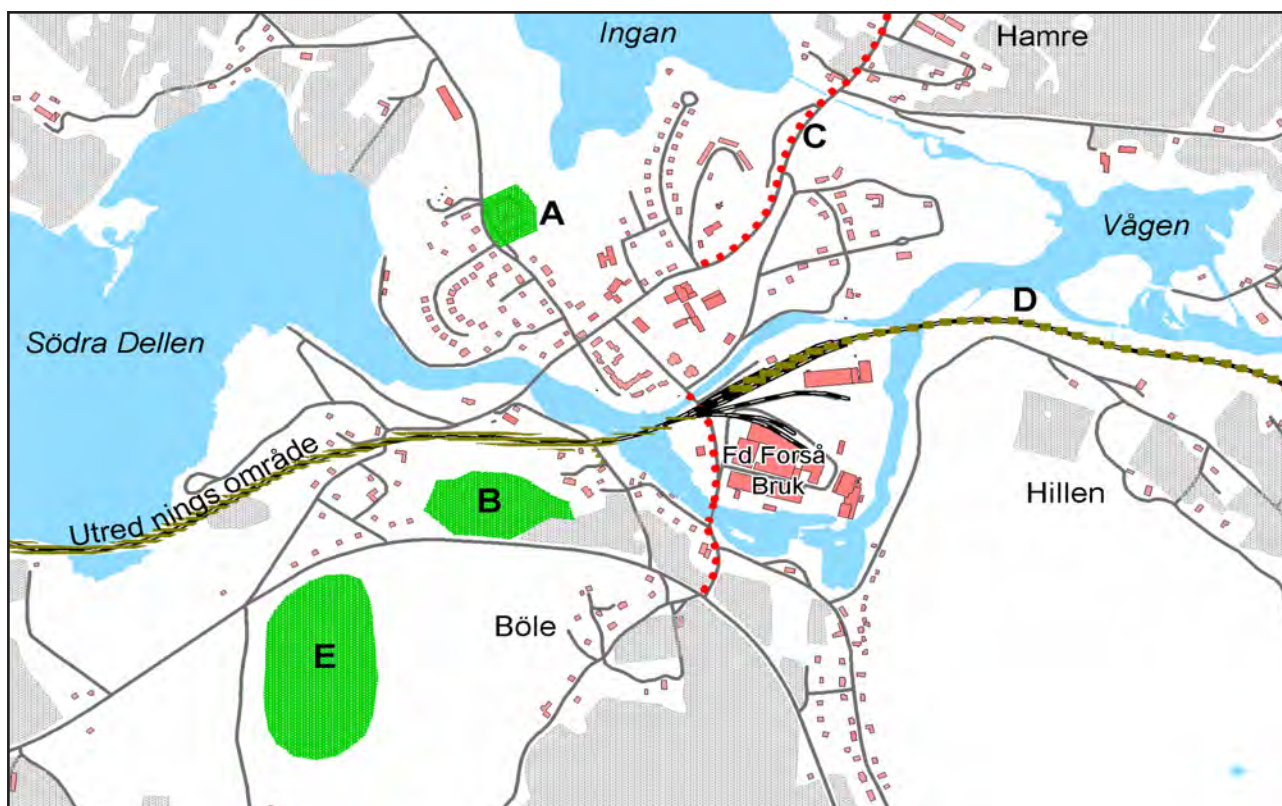 Ingan
Hamre
C
A
Vågen
D
Södra Dellen
Fd Forså
Bruk
Utred nings område
B
Hillen
Böle
E